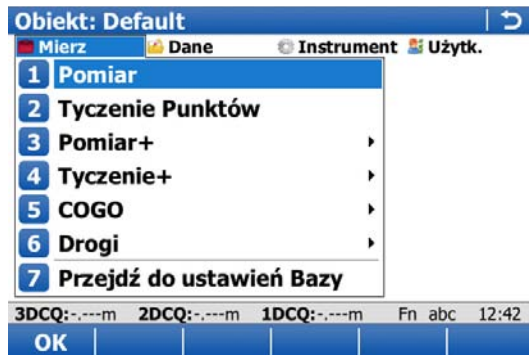 Obiekt: Default
Mierz Dane Instrument Użytk.
1 Pomiar
2 Tyczenie Punktów
3 Pomiar+
4 Tyczenie+
5 COGO
6 Drogi
7 Przejdź do ustawień Bazy
3DCQ:-.---m 2DCQ:-.---m 1DCQ:-.---m Fn abc 12:42
OK